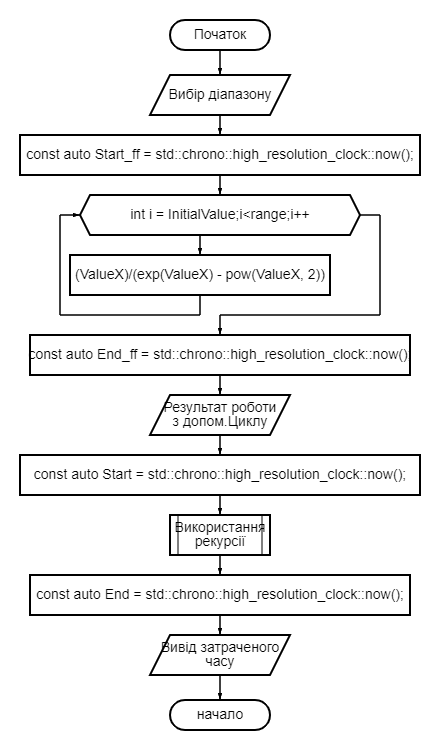 Початок
Вибір діапазону
const auto Start_ff = std::chrono::high_resolution_clock::now();
int i = InitialValue;i<range;i++
(ValueX)/(exp(ValueX) - pow(ValueX, 2))
const auto End_ff = std::chrono::high_resolution_clock::now()
Результат роботи
з допом.Циклу
const auto Start = std::chrono::high_resolution_clock::now();
Використання
рекурсії
const auto End = std::chrono::high_resolution_clock::now();
Вивід затраченого
часу
начало